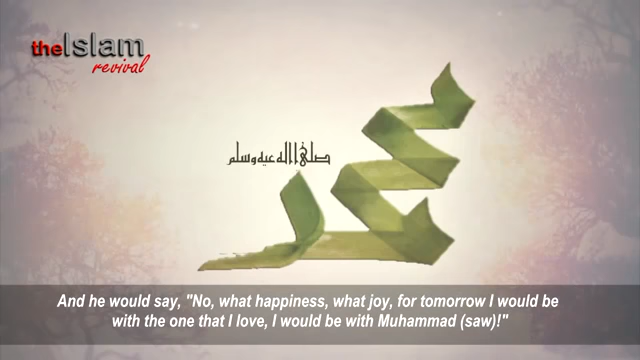 theIslam
revival
محمد
صلى الله عليه وسلم
And he would say, "No, what happiness, what joy, for tomorrow I would be
with the one that I love, I would be with Muhammad (saw)!"